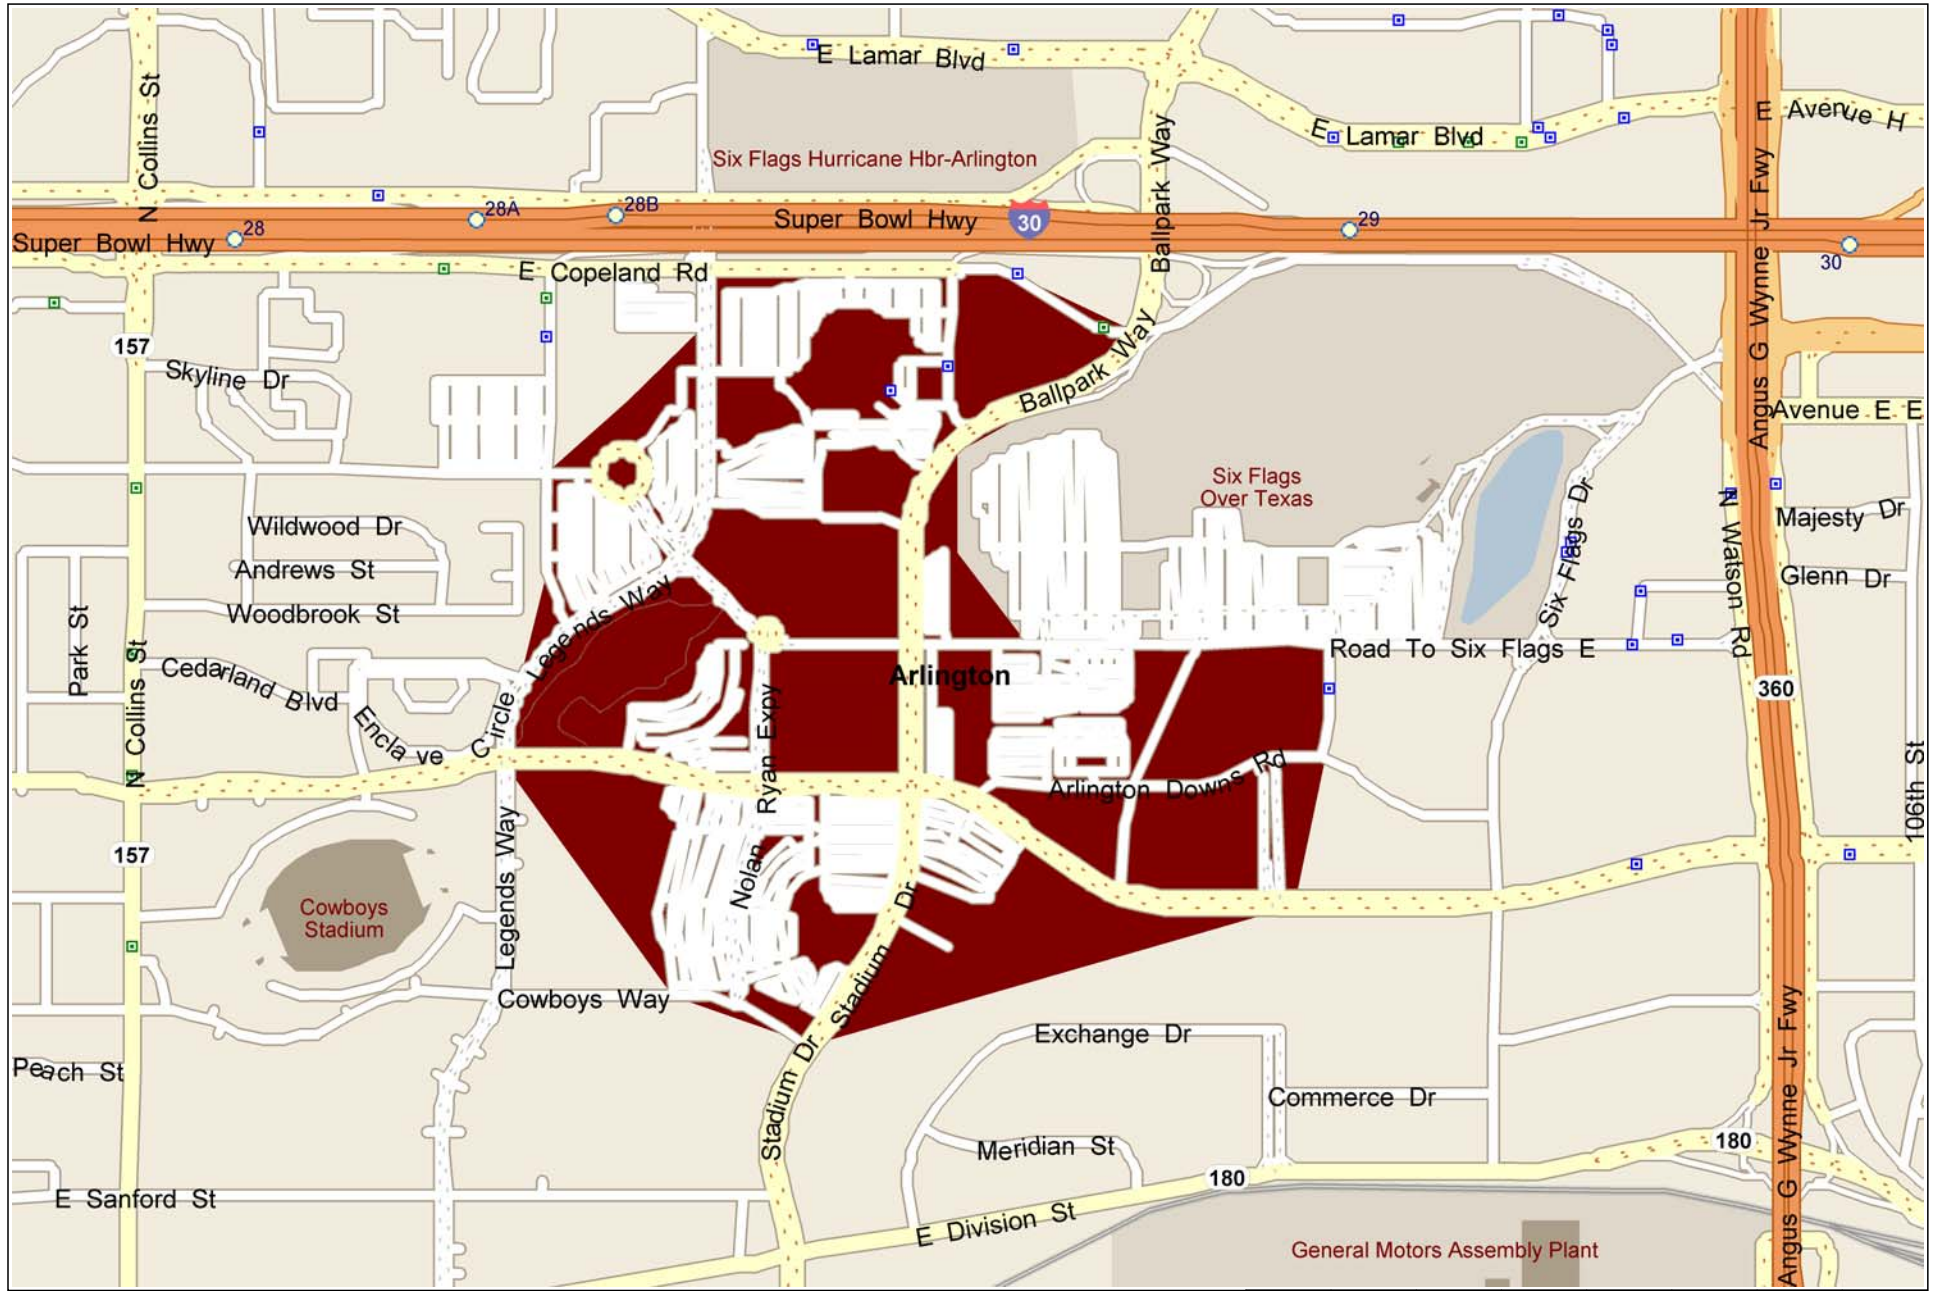 E Lamar Blvd
E Lamar Blvd
E Avenue H
N Collins St
Ballpark Way
Six Flags Hurricane Hbr-Arlington
Angus G Wynne Jr Fwy
28A
28B
Super Bowl Hwy
30
29
28
Super Bowl Hwy
30
E Copeland Rd
157
Skyline Dr
Ballpark Way
Avenue E E
Six Flags
Over Texas
Wildwood Dr
Majesty Dr
Andrews St
Glenn Dr
Woodbrook St
Legends Way
Six Flags Dr
N Watson Rd
Park St
N Collins St
Road To Six Flags E
Cedarland Blvd
Arlington
360
Enclave Circle
Nolan Ryan Expy
Arlington Downs Rd
106th St
157
Legends Way
Cowboys
Stadium
Stadium Dr
Cowboys Way
Stadium Dr
Exchange Dr
Angus G Wynne Jr Fwy
Peach St
Commerce Dr
Meridian St
180
180
E Sanford St
E Division St
General Motors Assembly Plant